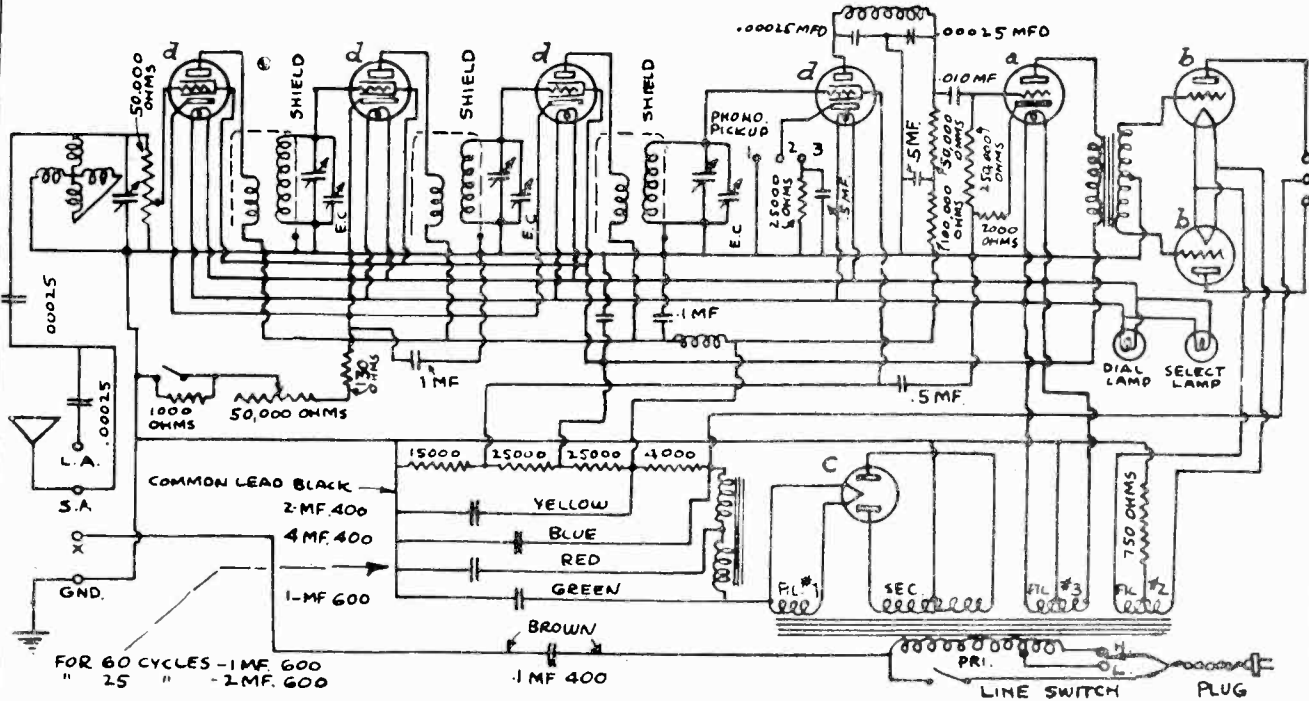 .00025 MFD
.00025 MFD
d
d
d
d
a
b
50,000 OHMS
SHIELD
SHIELD
SHIELD
.010 MF
PHONO.
PICKUP
1
2
3
.5 MF.
50,000 OHMS
250,000 OHMS
25000 OHMS
.5 MF
100,000 OHMS
2000
OHMS
E.C.
E.C.
E.C
b
.00025
.1 MF
.00025
1 MF
130 OHMS
DIAL
LAMP
SELECT
LAMP
1000
OHMS
50,000 OHMS
.5 MF.
L.A.
S.A.
X
GND.
15000
25000
25000
4000
C
COMMON LEAD BLACK
2-MF. 400
YELLOW
4 MF. 400
BLUE
RED
1-MF 600
GREEN
750 OHMS
FIL. #1
SEC.
FIL #3
FIL #2
BROWN
.1 MF 400
FOR 60 CYCLES - 1 MF. 600
" 25 " - 2 MF. 600
PRI.
H.
L.
LINE SWITCH
PLUG